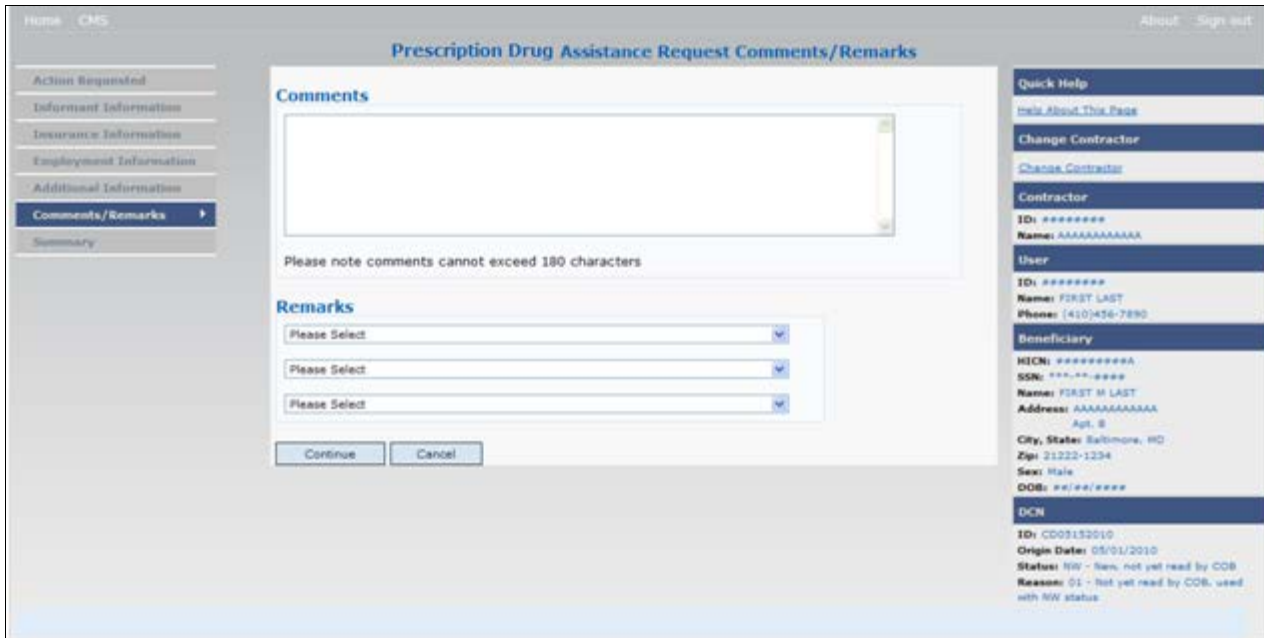 Home CMS About Sign out
Prescription Drug Assistance Request Comments/Remarks
Action Requested
Informant Information
Insurance Information
Employment Information
Additional Information
Comments/Remarks
Summary
Comments
Please note comments cannot exceed 180 characters
Remarks
Please Select
Please Select
Please Select
Continue Cancel
Quick Help
Help About This Page
Change Contractor
Change Contractor
Contractor
ID: ########
Name: AAAAAAAAAAAA
User
ID: ########
Name: FIRST LAST
Phone: (410)456-7890
Beneficiary
HICN: #########A
SSN: ***-**-####
Name: FIRST M LAST
Address: AAAAAAAAAAAA
Apt. B
City, State: Baltimore, MD
Zip: 21222-1234
Sex: Male
DOB: ##/##/####
DCN
ID: CD05152010
Origin Date: 05/01/2010
Status: NW - New, not yet read by COB
Reason: 01 - Not yet read by COB, used
with NW status